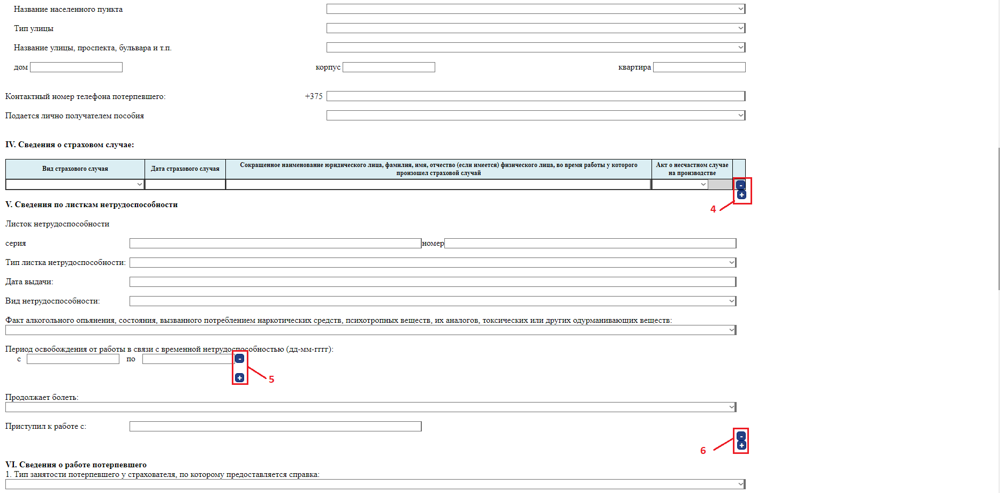 Название населенного пункта
Тип улицы
Название улицы, проспекта, бульвара и т.п.
дом корпус квартира
Контактный номер телефона потерпевшего: +375
Подается лично получателем пособия
IV. Сведения о страховом случае:
Вид страхового случая Дата страхового случая Сокращенное наименование юридического лица, фамилия, имя, отчество (если имеется) физического лица, во время работы у которого произошел страховой случай Акт о несчастном случае на производстве
-
+
4
V. Сведения по листкам нетрудоспособности
Листок нетрудоспособности
серия номер
Тип листка нетрудоспособности:
Дата выдачи:
Вид нетрудоспособности:
Факт алкогольного опьянения, состояния, вызванного потреблением наркотических средств, психотропных веществ, их аналогов, токсических или других одурманивающих веществ:
Период освобождения от работы в связи с временной нетрудоспособностью (дд-мм-гггг):
с по -
+
5
Продолжает болеть:
Приступил к работе с:
-
+
6
VI. Сведения о работе потерпевшего
1. Тип занятости потерпевшего у страхователя, по которому предоставляется справка: